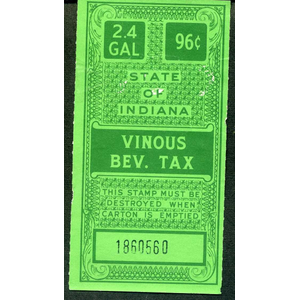 2.4 GAL 96¢
STATE
OF
INDIANA
VINOUS
BEV. TAX
THIS STAMP MUST BE
DESTROYED WHEN
CARTON IS EMPTIED
1860560